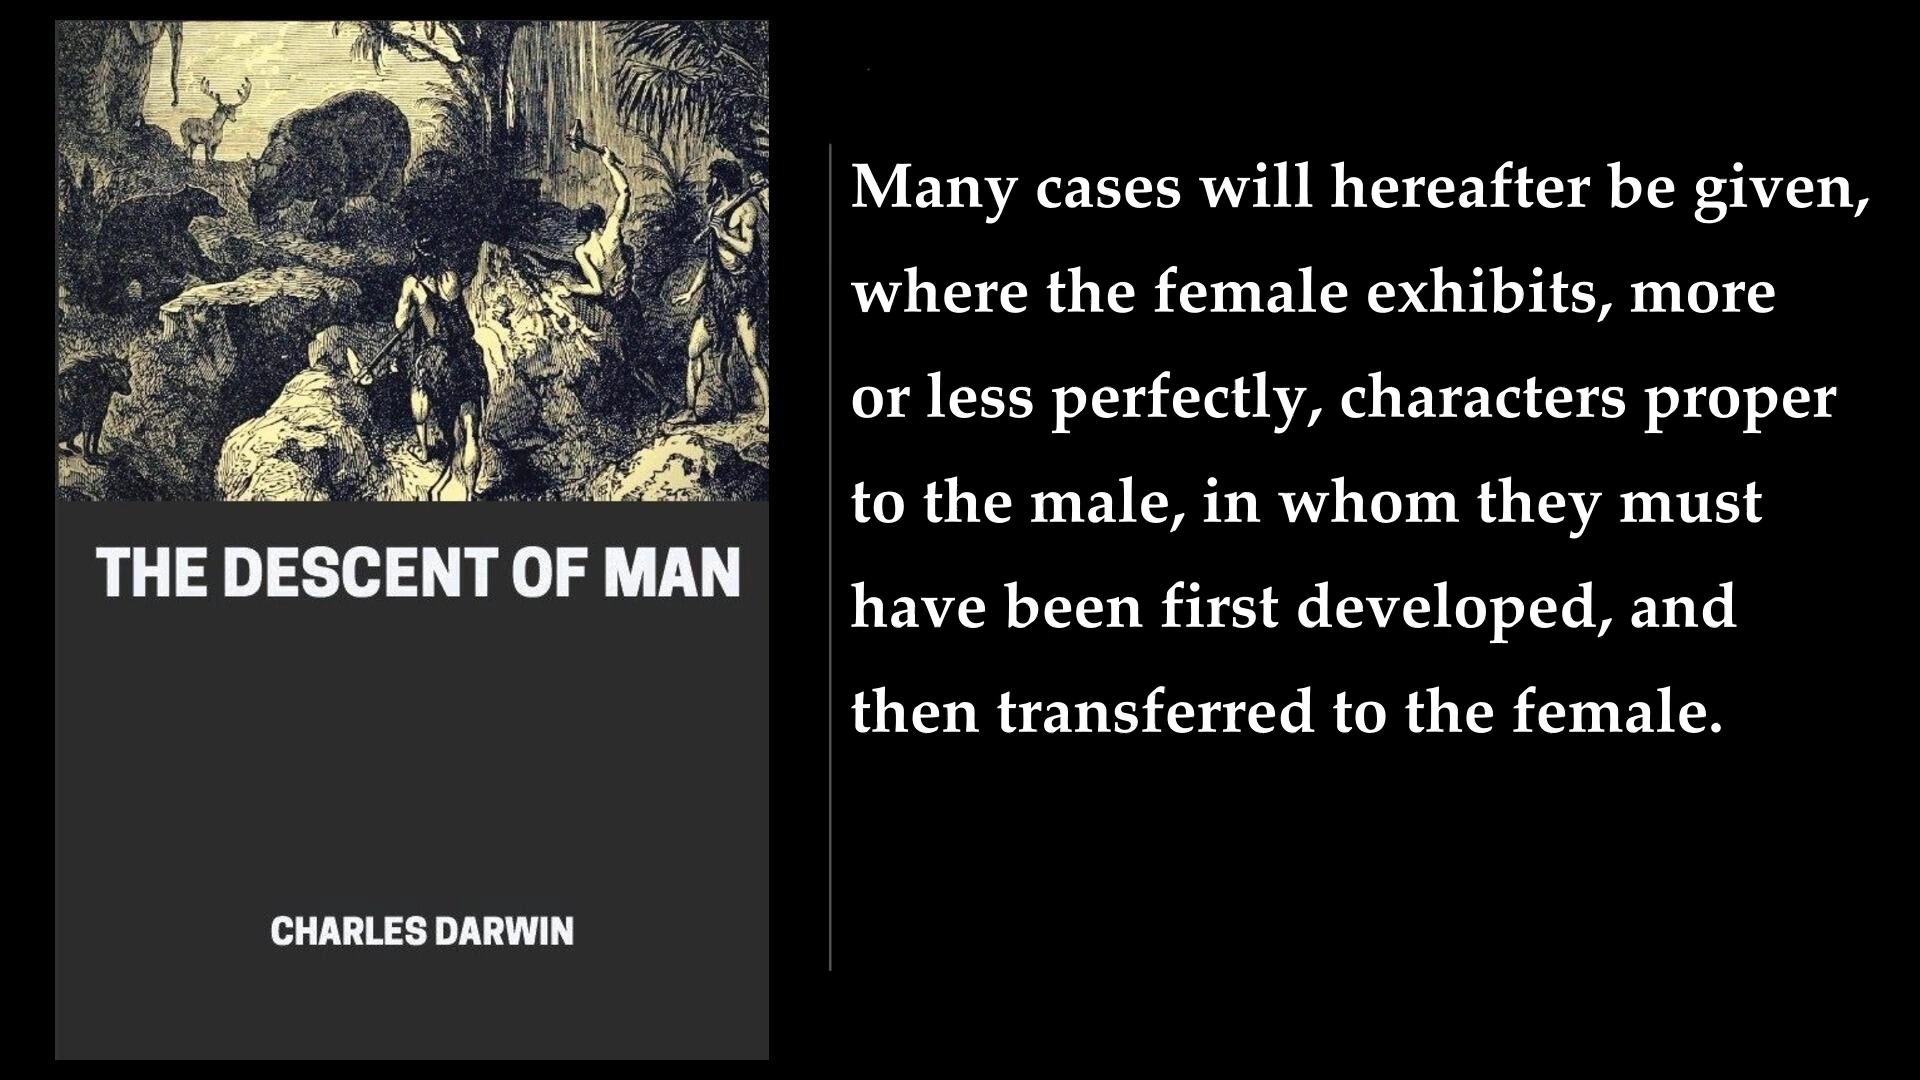 THE DESCENT OF MAN
CHARLES DARWIN
Many cases will hereafter be given,
where the female exhibits, more
or less perfectly, characters proper
to the male, in whom they must
have been first developed, and
then transferred to the female.